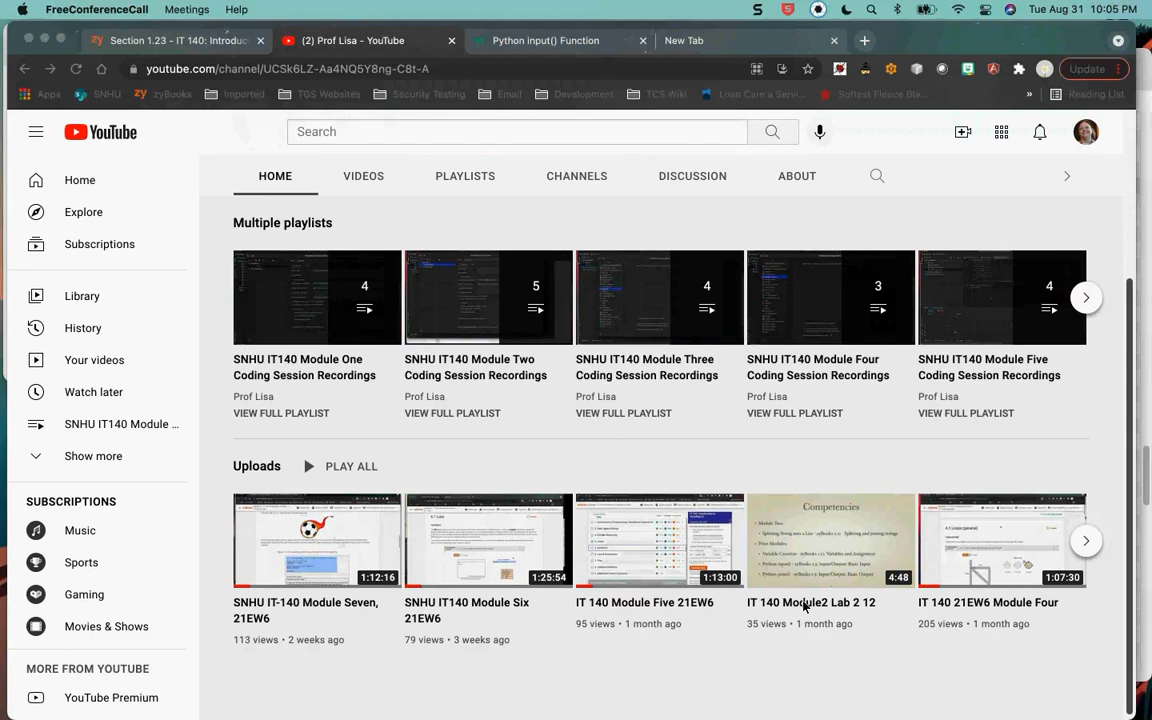 FreeConferenceCall Meetings Help Tue Aug 31 10:05 PM
Section 1.23 - IT 140: Introduc (2) Prof Lisa - YouTube Python input() Function New Tab
youtube.com/channel/UCSk6LZ-Aa4NQ5Y8ng-C8t-A Update
Apps SNHU zyBooks Imported TGS Websites Security Testing Email Development TCS Wiki Loan Care a Servi... Softest Fleece Bla... » Reading List
YouTube Search
HOME VIDEOS PLAYLISTS CHANNELS DISCUSSION ABOUT
Home
Explore
Subscriptions
Library
History
Your videos
Watch later
SNHU IT140 Module ...
Show more
SUBSCRIPTIONS
Music
Sports
Gaming
Movies & Shows
MORE FROM YOUTUBE
YouTube Premium
Multiple playlists
4 5 4 3 4
SNHU IT140 Module One Coding Session Recordings
Prof Lisa
VIEW FULL PLAYLIST
SNHU IT140 Module Two Coding Session Recordings
Prof Lisa
VIEW FULL PLAYLIST
SNHU IT140 Module Three Coding Session Recordings
Prof Lisa
VIEW FULL PLAYLIST
SNHU IT140 Module Four Coding Session Recordings
Prof Lisa
VIEW FULL PLAYLIST
SNHU IT140 Module Five Coding Session Recordings
Prof Lisa
VIEW FULL PLAYLIST
Uploads PLAY ALL
1:12:16
SNHU IT-140 Module Seven, 21EW6
113 views • 2 weeks ago
1:25:54
SNHU IT140 Module Six 21EW6
79 views • 3 weeks ago
1:13:00
IT 140 Module Five 21EW6
95 views • 1 month ago
Competencies
4:48
IT 140 Module2 Lab 2 12
35 views • 1 month ago
1:07:30
IT 140 21EW6 Module Four
205 views • 1 month ago